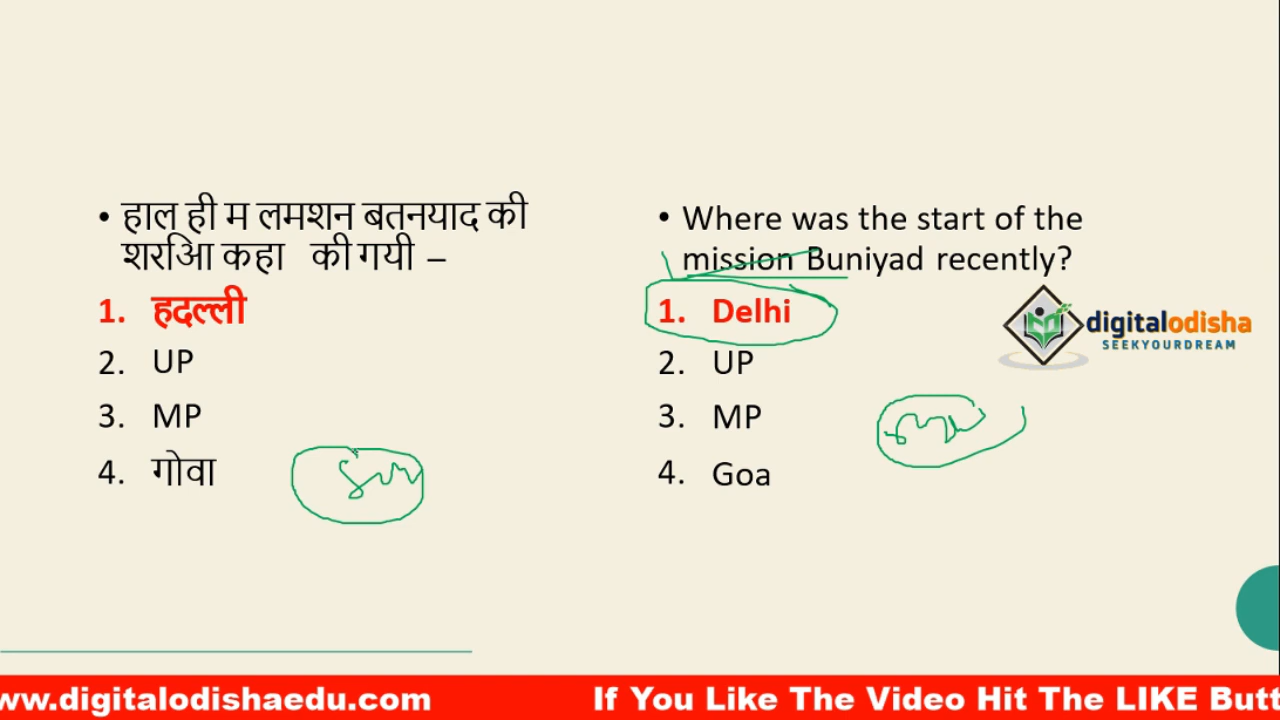 • हाल ही म लमशन बतनयाद की
शरुआि कहा की गयी –
1. हदल्ली
2. UP
3. MP
4. गोवा
• Where was the start of the
mission Buniyad recently?
1. Delhi
2. UP
3. MP
4. Goa
digitalodisha
SEEKYOURDREAM
ww.digitalodishaedu.com
If You Like The Video Hit The LIKE Butt